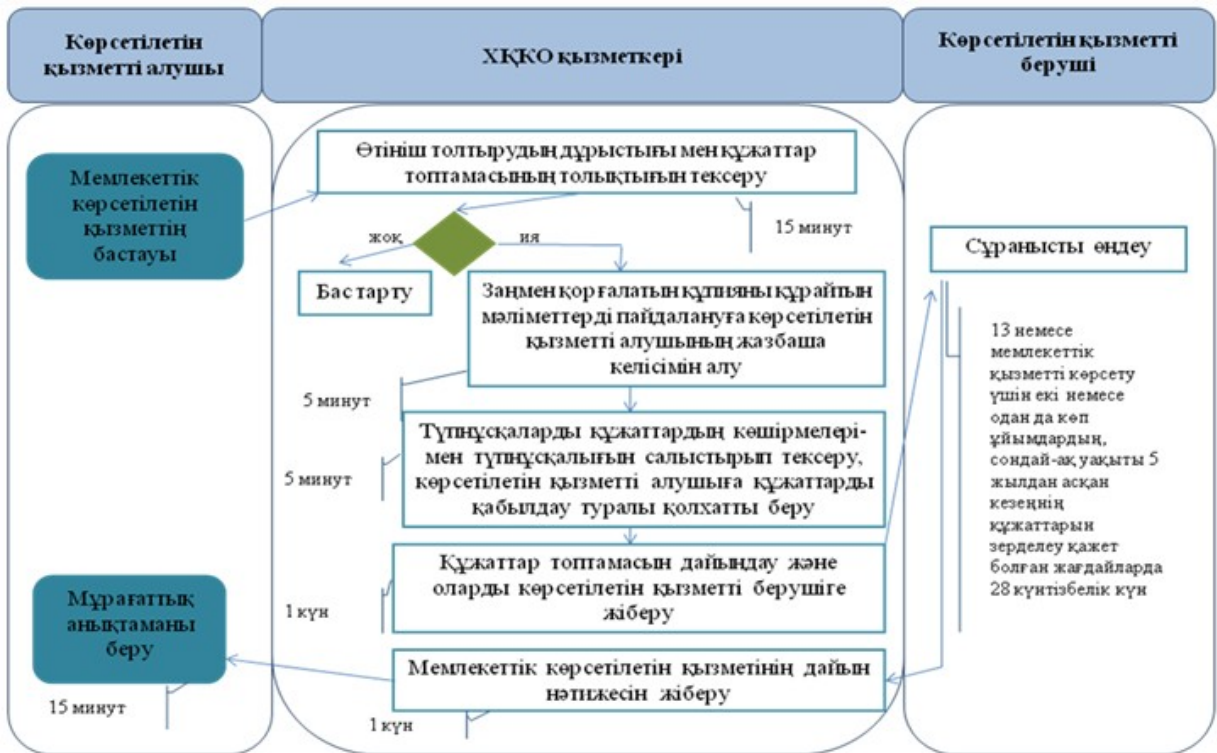 Көрсетілетін
қызметті алушы
ХҚКО қызметкері
Көрсетілетін қызметті
беруші
Мемлекеттік
көрсетілетін
қызметтің
бастауы
Өтініш толтырудың дұрыстығы мен құжаттар
топтамасының толықтығын тексеру
15 минут
жоқ
ия
Бас тарту
Заңмен қорғалатын құпияны құрайтын
мәліметтерді пайдалануға көрсетілетін
қызметті алушының жазбаша
келісімін алу
5 минут
Түпнұсқаларды құжаттардың көшірмелері-
мен түпнұсқалығын салыстырып тексеру,
көрсетілетін қызметті алушыға құжаттарды
қабылдау туралы қолхатты беру
5 минут
Құжаттар топтамасын дайындау және
оларды көрсетілетін қызметті берушіге
жіберу
1 күн
Сұранысты өңдеу
13 немесе
мемлекеттік
қызметті көрсету
үшін екі немесе
одан да көп
ұйымдардың,
сондай-ақ уақыты 5
жылдан асқан
кезеңнің
құжаттарын
зерделеу қажет
болған жағдайларда
28 күнтізбелік күн
Мемлекеттік көрсетілетін қызметінің дайын
нәтижесін жіберу
1 күн
Мұрағаттық
анықтаманы
беру
15 минут